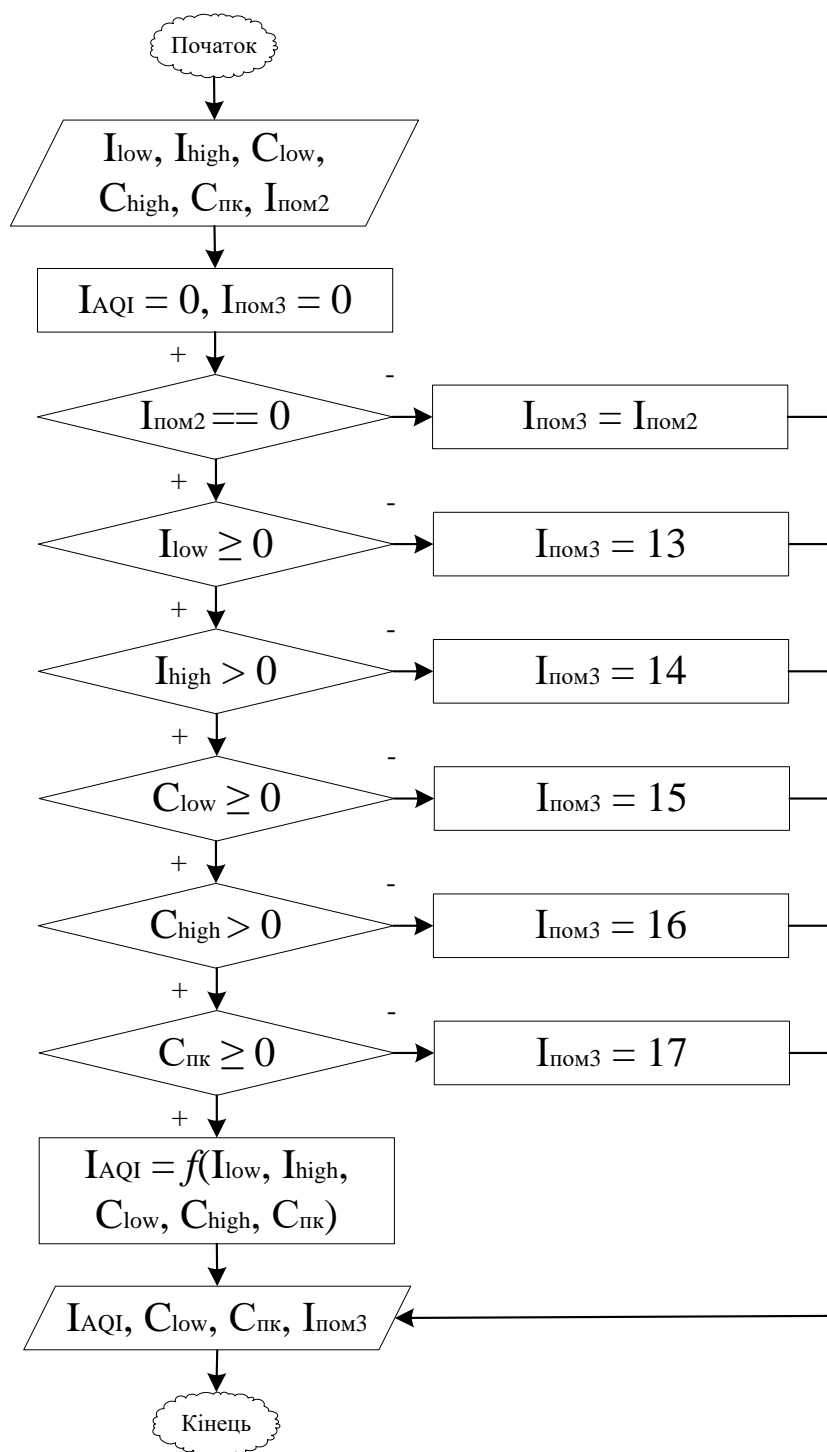 Початок
Ilow, Ihigh, Clow,
Chigh, Cпк, Iпом2
IAQI = 0, Iпом3 = 0
+
-
Iпом2 == 0
Iпом3 = Iпом2
+
-
Ilow ≥ 0
Iпом3 = 13
+
-
Ihigh > 0
Iпом3 = 14
+
-
Clow ≥ 0
Iпом3 = 15
+
-
Chigh > 0
Iпом3 = 16
+
-
Cпк ≥ 0
Iпом3 = 17
+
IAQI = f(Ilow, Ihigh,
Clow, Chigh, Cпк)
IAQI, Clow, Cпк, Iпом3
Кінець